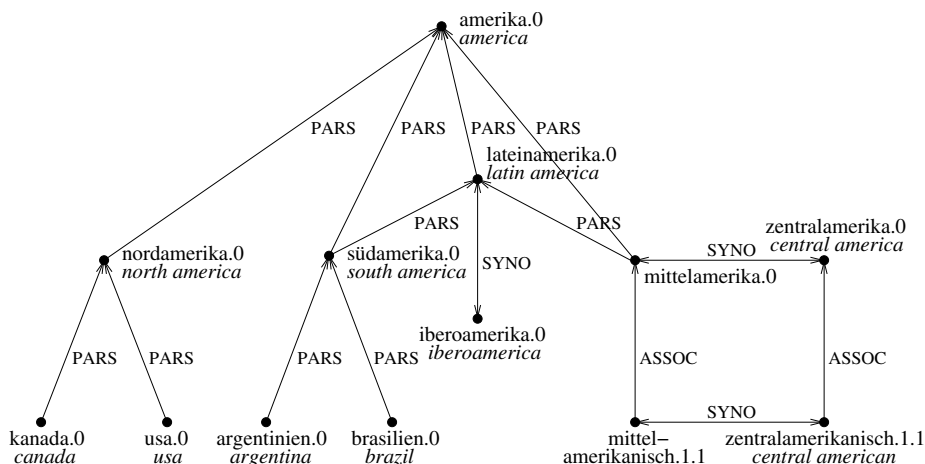 amerika.0
america
PARS
PARS
PARS
PARS
lateinamerika.0
latin america
PARS
PARS
nordamerika.0
north america
südamerika.0
south america
SYNO
mittelamerika.0
SYNO
zentralamerika.0
central america
iberoamerika.0
iberoamerica
PARS
PARS
PARS
PARS
ASSOC
ASSOC
SYNO
kanada.0
canada
usa.0
usa
argentinien.0
argentina
brasilien.0
brazil
mittel–
amerikanisch.1.1
zentralamerikanisch.1.1
central american